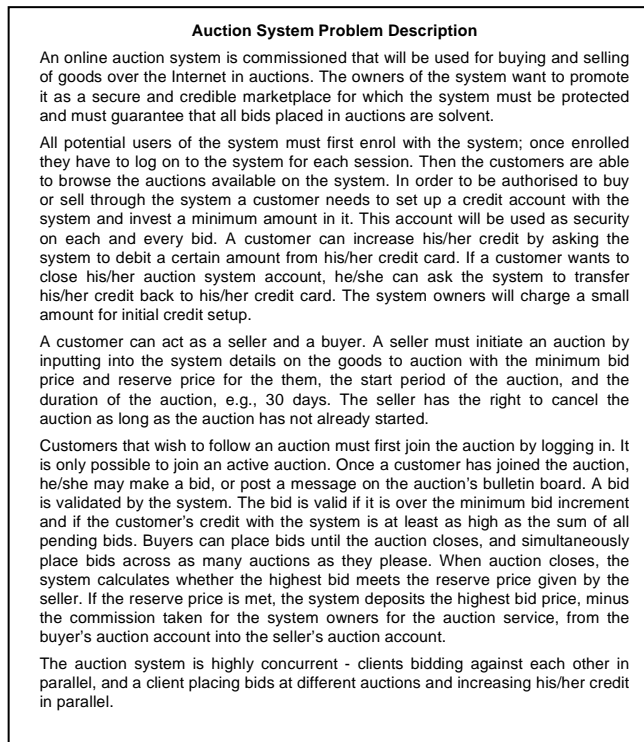 Auction System Problem Description
An online auction system is commissioned that will be used for buying and selling
of goods over the Internet in auctions. The owners of the system want to promote
it as a secure and credible marketplace for which the system must be protected
and must guarantee that all bids placed in auctions are solvent.
All potential users of the system must first enrol with the system; once enrolled
they have to log on to the system for each session. Then the customers are able
to browse the auctions available on the system. In order to be authorised to buy
or sell through the system a customer needs to set up a credit account with the
system and invest a minimum amount in it. This account will be used as security
on each and every bid. A customer can increase his/her credit by asking the
system to debit a certain amount from his/her credit card. If a customer wants to
close his/her auction system account, he/she can ask the system to transfer
his/her credit back to his/her credit card. The system owners will charge a small
amount for initial credit setup.
A customer can act as a seller and a buyer. A seller must initiate an auction by
inputting into the system details on the goods to auction with the minimum bid
price and reserve price for the them, the start period of the auction, and the
duration of the auction, e.g., 30 days. The seller has the right to cancel the
auction as long as the auction has not already started.
Customers that wish to follow an auction must first join the auction by logging in. It
is only possible to join an active auction. Once a customer has joined the auction,
he/she may make a bid, or post a message on the auction's bulletin board. A bid
is validated by the system. The bid is valid if it is over the minimum bid increment
and if the customer's credit with the system is at least as high as the sum of all
pending bids. Buyers can place bids until the auction closes, and simultaneously
place bids across as many auctions as they please. When auction closes, the
system calculates whether the highest bid meets the reserve price given by the
seller. If the reserve price is met, the system deposits the highest bid price, minus
the commission taken for the system owners for the auction service, from the
buyer's auction account into the seller's auction account.
The auction system is highly concurrent - clients bidding against each other in
parallel, and a client placing bids at different auctions and increasing his/her credit
in parallel.